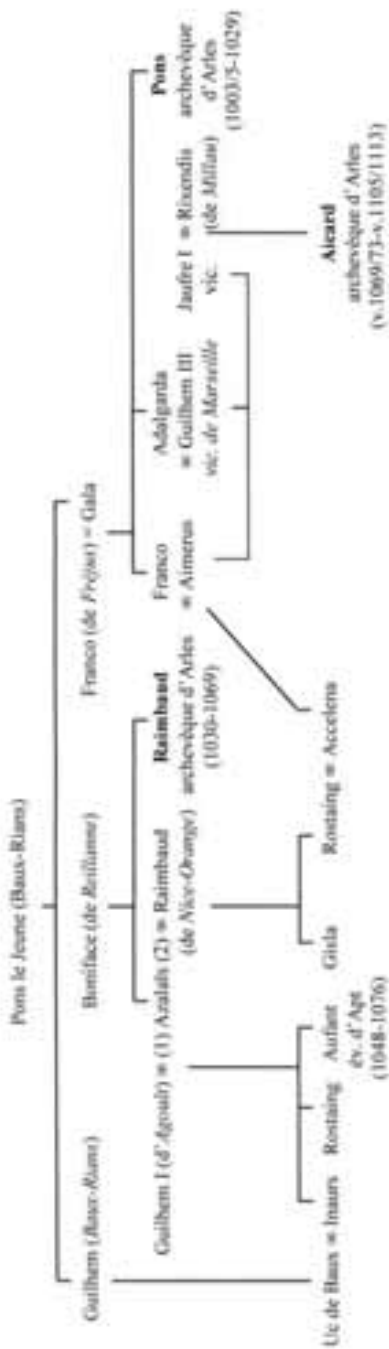 Pons le Jeune (Baux-Rians)
Guilhem (Baux-Rians)
Boniface (de Reillanne)
Franco (de Fréjus) = Gala
Guilhem I (d'Agoult) = (1) Azalaïs (2) = Raimbaud
(de Nice-Orange)
Raimbaud
archevêque d'Arles
(1030-1069)
Franco
= Aimerus
Adalgarda
= Guilhem III
vic. de Marseille
Jaufre I = Rixendis
vic. (de Millau)
Pons
archevêque
d'Arles
(1003/5-1029)
Uc de Baux = Inaurs
Rostaing
Aufant
év. d'Apt
(1048-1076)
Gisla
Rostaing = Accelena
Aicard
archevêque d'Arles
(v.1069/73-v.1105/1113)